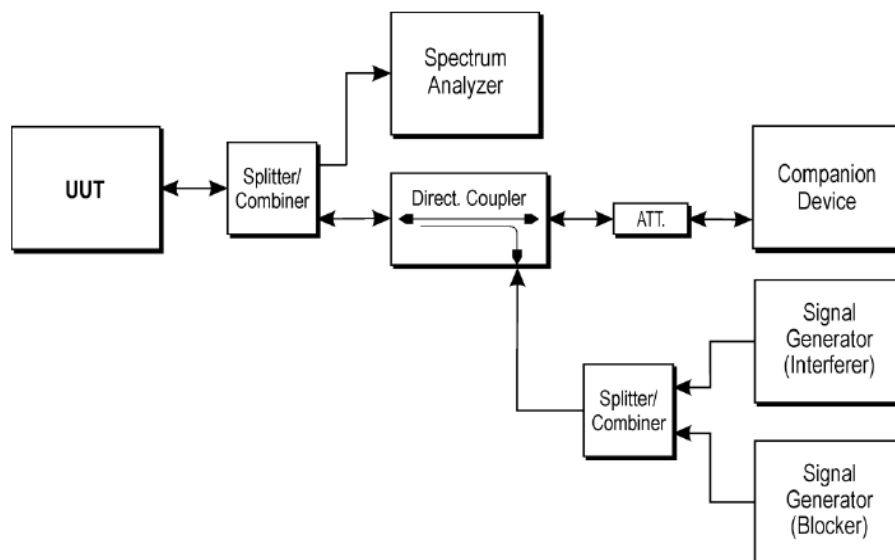 Spectrum
Analyzer
UUT
Splitter/
Combiner
Direct. Coupler
ATT.
Companion
Device
Signal
Generator
(Interferer)
Splitter/
Combiner
Signal
Generator
(Blocker)